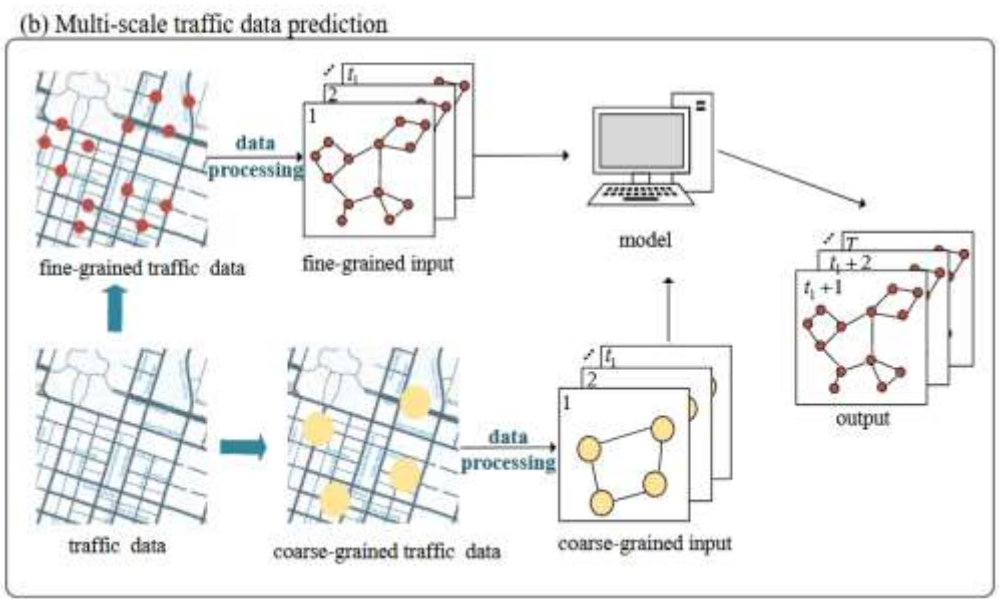 (b) Multi-scale traffic data prediction
t₁
2
1
data
processing
fine-grained traffic data
fine-grained input
model
T
t₁ + 2
t₁ +1
output
traffic data
coarse-grained traffic data
data
processing
t₁
2
1
coarse-grained input